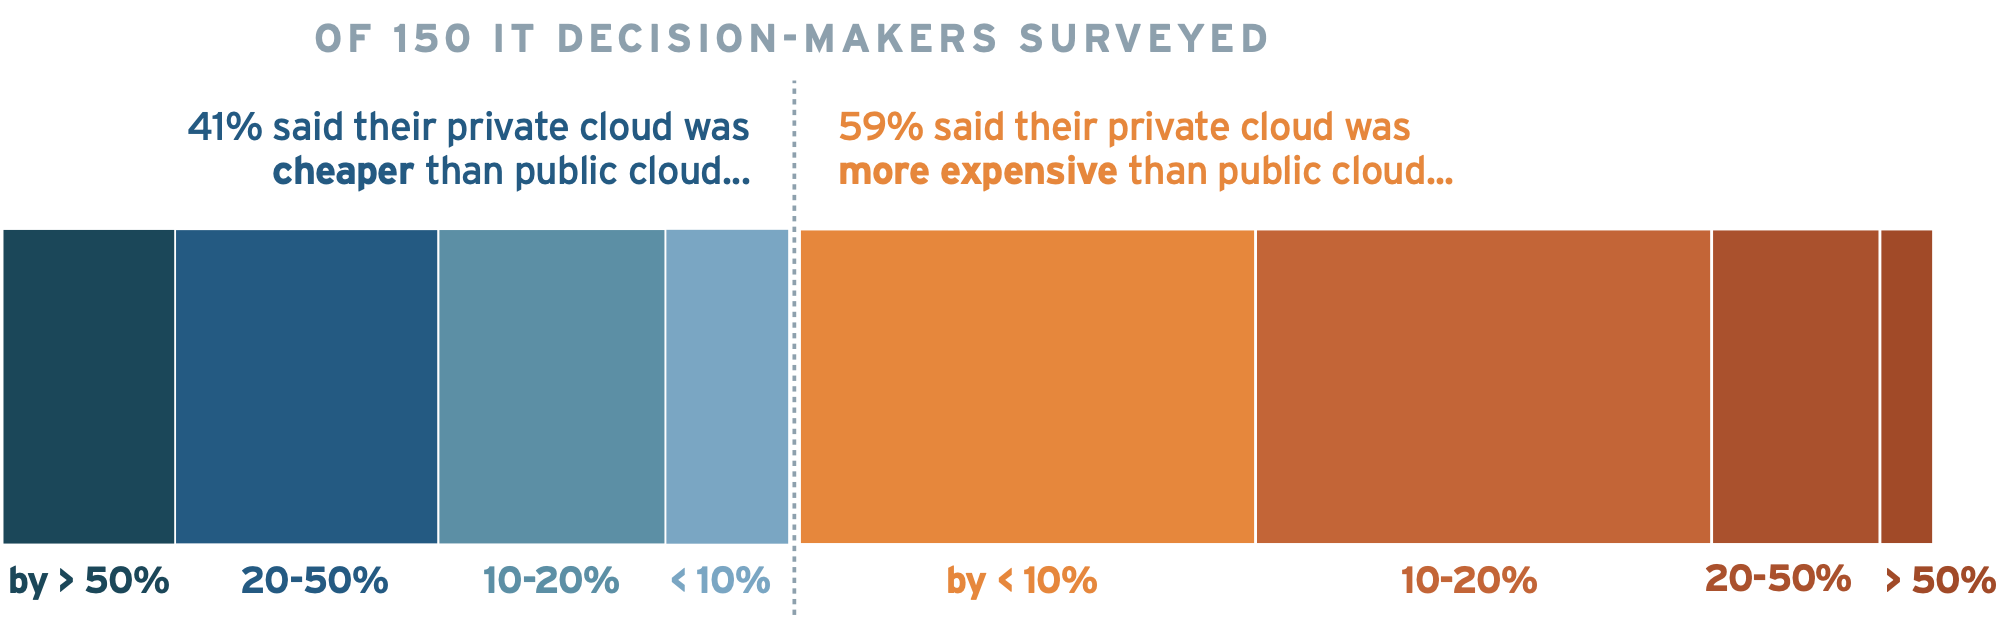 OF 150 IT DECISION-MAKERS SURVEYED
41% said their private cloud was
cheaper than public cloud...
59% said their private cloud was
more expensive than public cloud...
by > 50%
20-50%
10-20%
< 10%
by < 10%
10-20%
20-50%
> 50%